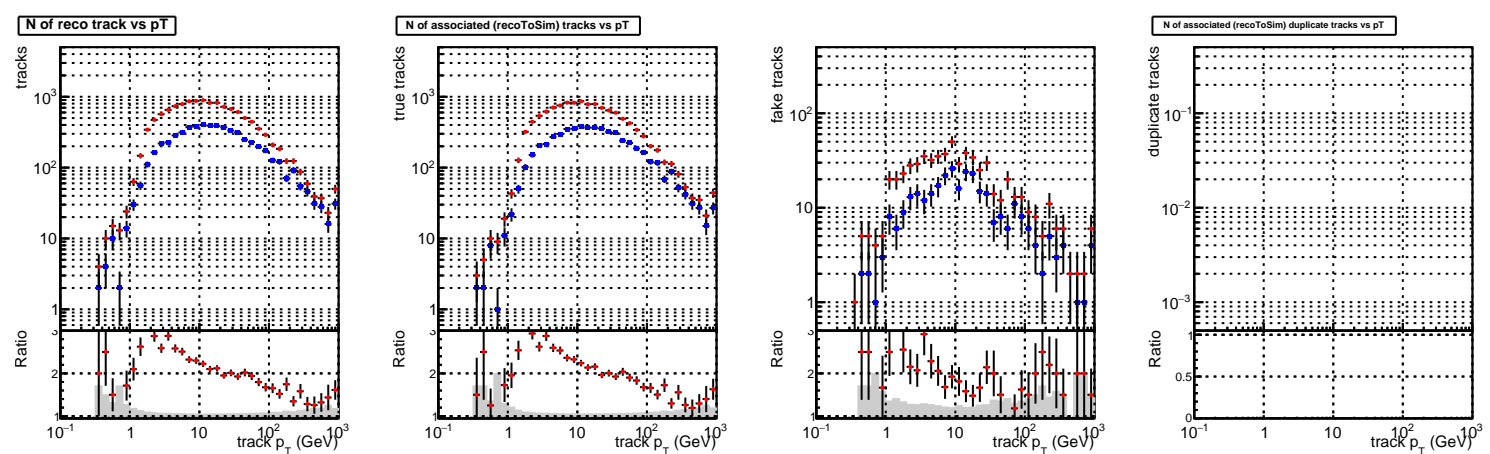 N of reco track vs pT
tracks
10³
10²
10
1
Ratio
3
2
1
10⁻¹ 1 10 10² 10³
track p_T (GeV)
N of associated (recoToSim) tracks vs pT
true tracks
10³
10²
10
1
Ratio
3
2
1
10⁻¹ 1 10 10² 10³
track p_T (GeV)
fake tracks
10²
10
1
Ratio
2
1
10⁻¹ 1 10 10² 10³
track p_T (GeV)
N of associated (recoToSim) duplicate tracks vs pT
duplicate tracks
10⁻¹
10⁻²
10⁻³
Ratio
1
0.5
0
10⁻¹ 1 10 10² 10³
track p_T (GeV)